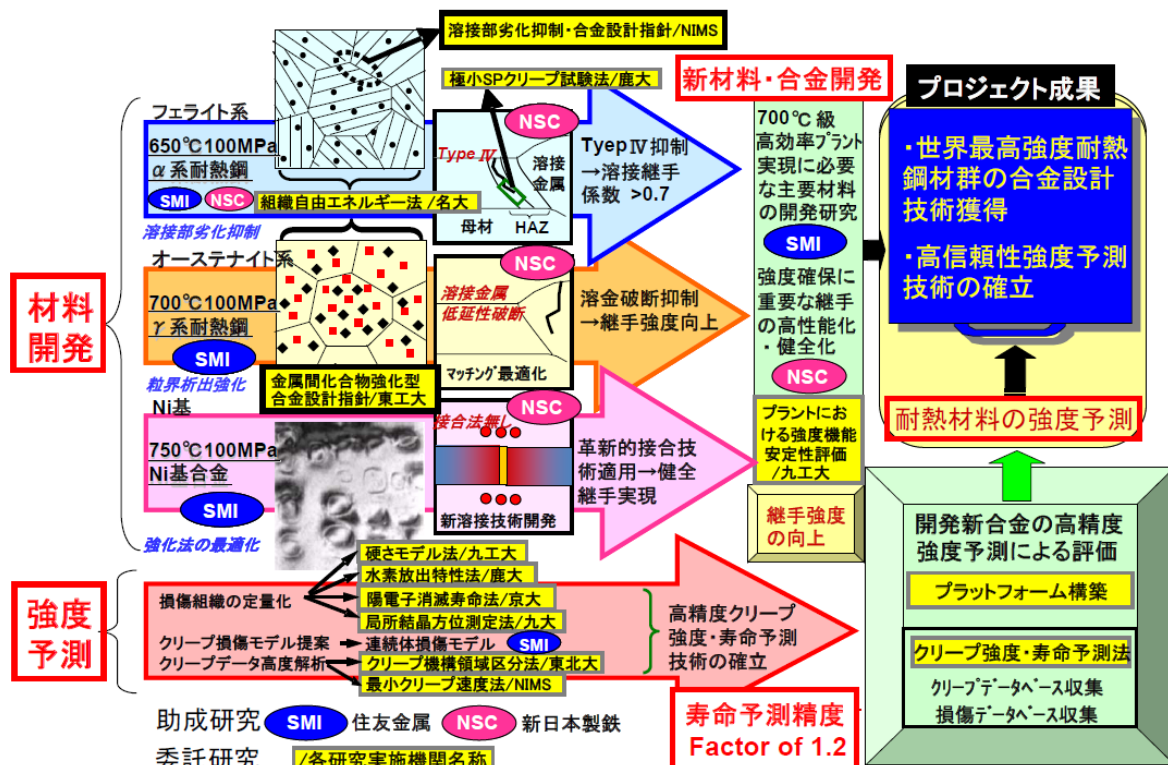 溶接部劣化抑制・合金設計指針/NIMS
極小SPクリープ試験法/鹿大
新材料・合金開発
プロジェクト成果
・世界最高強度耐熱
鋼材群の合金設計
技術獲得
・高信頼性強度予測
技術の確立
材料
開発
フェライト系
650℃100MPa
α系耐熱鋼
SMI
NSC
組織自由エネルギー法 /名大
溶接部劣化抑制
NSC
Type Ⅳ
溶接
金属
母材
HAZ
TyepⅣ抑制
→溶接継手
係数 >0.7
オーステナイト系
700℃100MPa
γ系耐熱鋼
SMI
粒界析出強化
金属間化合物強化型
合金設計指針/東工大
NSC
溶接金属
低延性破断
マッチング最適化
溶金破断抑制
→継手強度向上
Ni基
750℃100MPa
Ni基合金
SMI
強化法の最適化
NSC
接合法無し
新溶接技術開発
革新的接合技
術適用→健全
継手実現
700℃級
高効率プラント
実現に必要
な主要材料
の開発研究
SMI
強度確保に
重要な継手
の高性能化
・健全化
NSC
プラントにお
ける強度機能
安定性評価
/九工大
継手強度
の向上
耐熱材料の強度予測
開発新合金の高精度
強度予測による評価
プラットフォーム構築
クリープ強度・寿命予測法
クリープデータベース収集
損傷データベース収集
強度
予測
損傷組織の定量化
硬さモデル法/九工大
水素放出特性法/鹿大
陽電子消滅寿命法/京大
局所結晶方位測定法/九大
クリープ損傷モデル提案
連続体損傷モデル
SMI
クリープデータ高度解析
クリープ機構領域区分法/東北大
最小クリープ速度法/NIMS
高精度クリープ
強度・寿命予測
技術の確立
寿命予測精度
Factor of 1.2
助成研究
SMI
住友金属
NSC
新日本製鉄
委託研究
/各研究実施機関名称